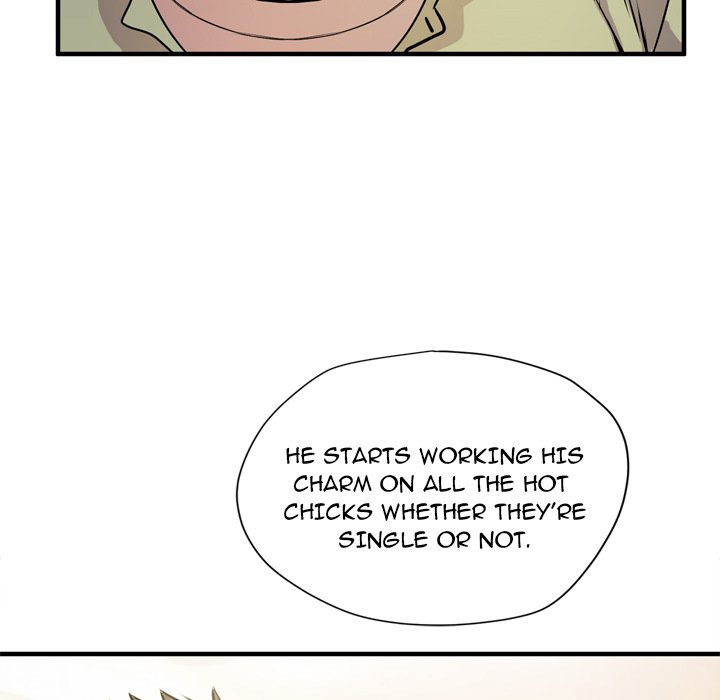 HE STARTS WORKING HIS
CHARM ON ALL THE HOT
CHICKS WHETHER THEY'RE
SINGLE OR NOT.